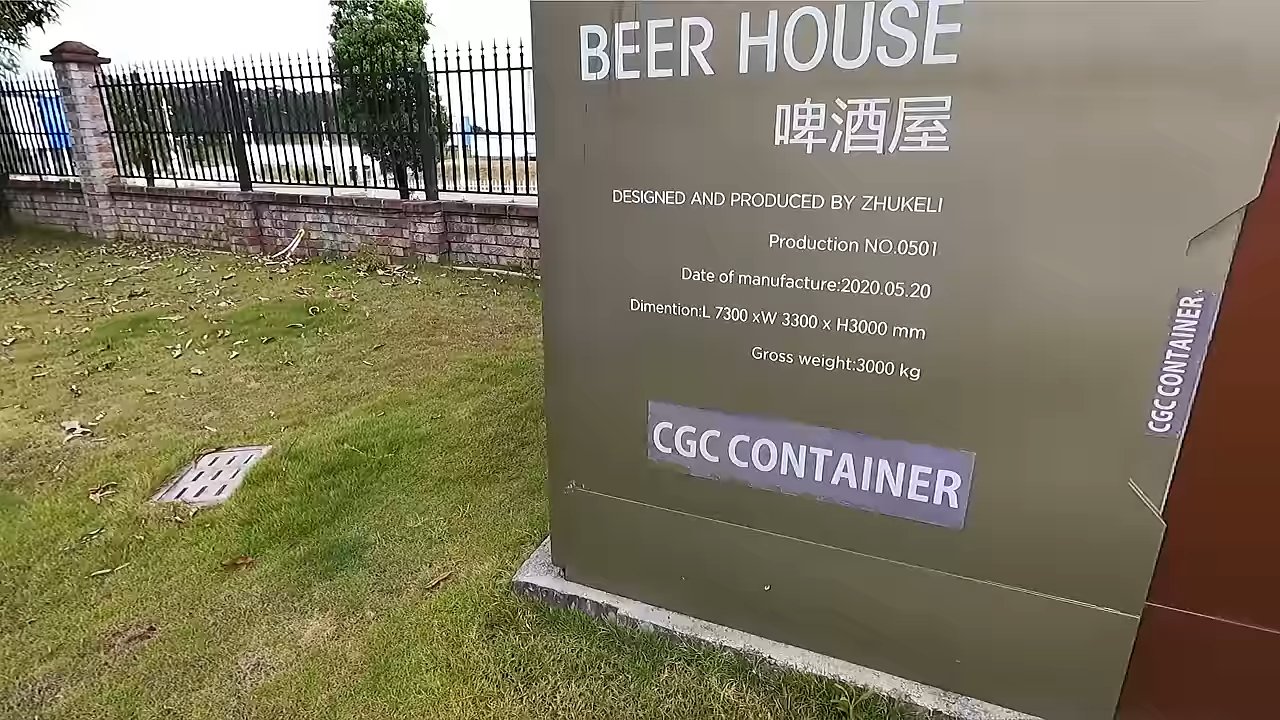 BEER HOUSE
啤酒屋
DESIGNED AND PRODUCED BY ZHUKELI
Production NO.0501
Date of manufacture:2020.05.20
Dimention:L 7300 xW 3300 x H3000 mm
Gross weight:3000 kg
CGC CONTAINER
CGC CONTAINER